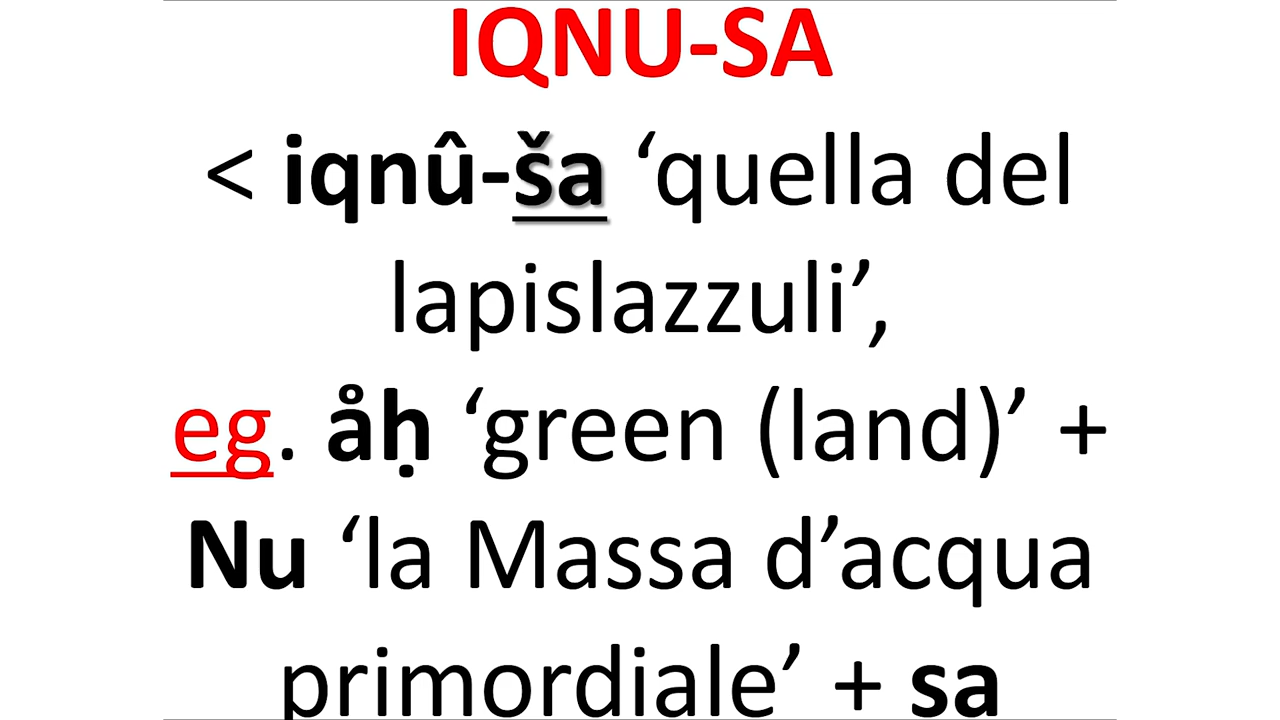 IQNU-SA
< iqnû-ša ‘quella del
lapislazzuli’,
eg. åḥ ‘green (land)’ +
Nu ‘la Massa d’acqua
primordiale’ + sa